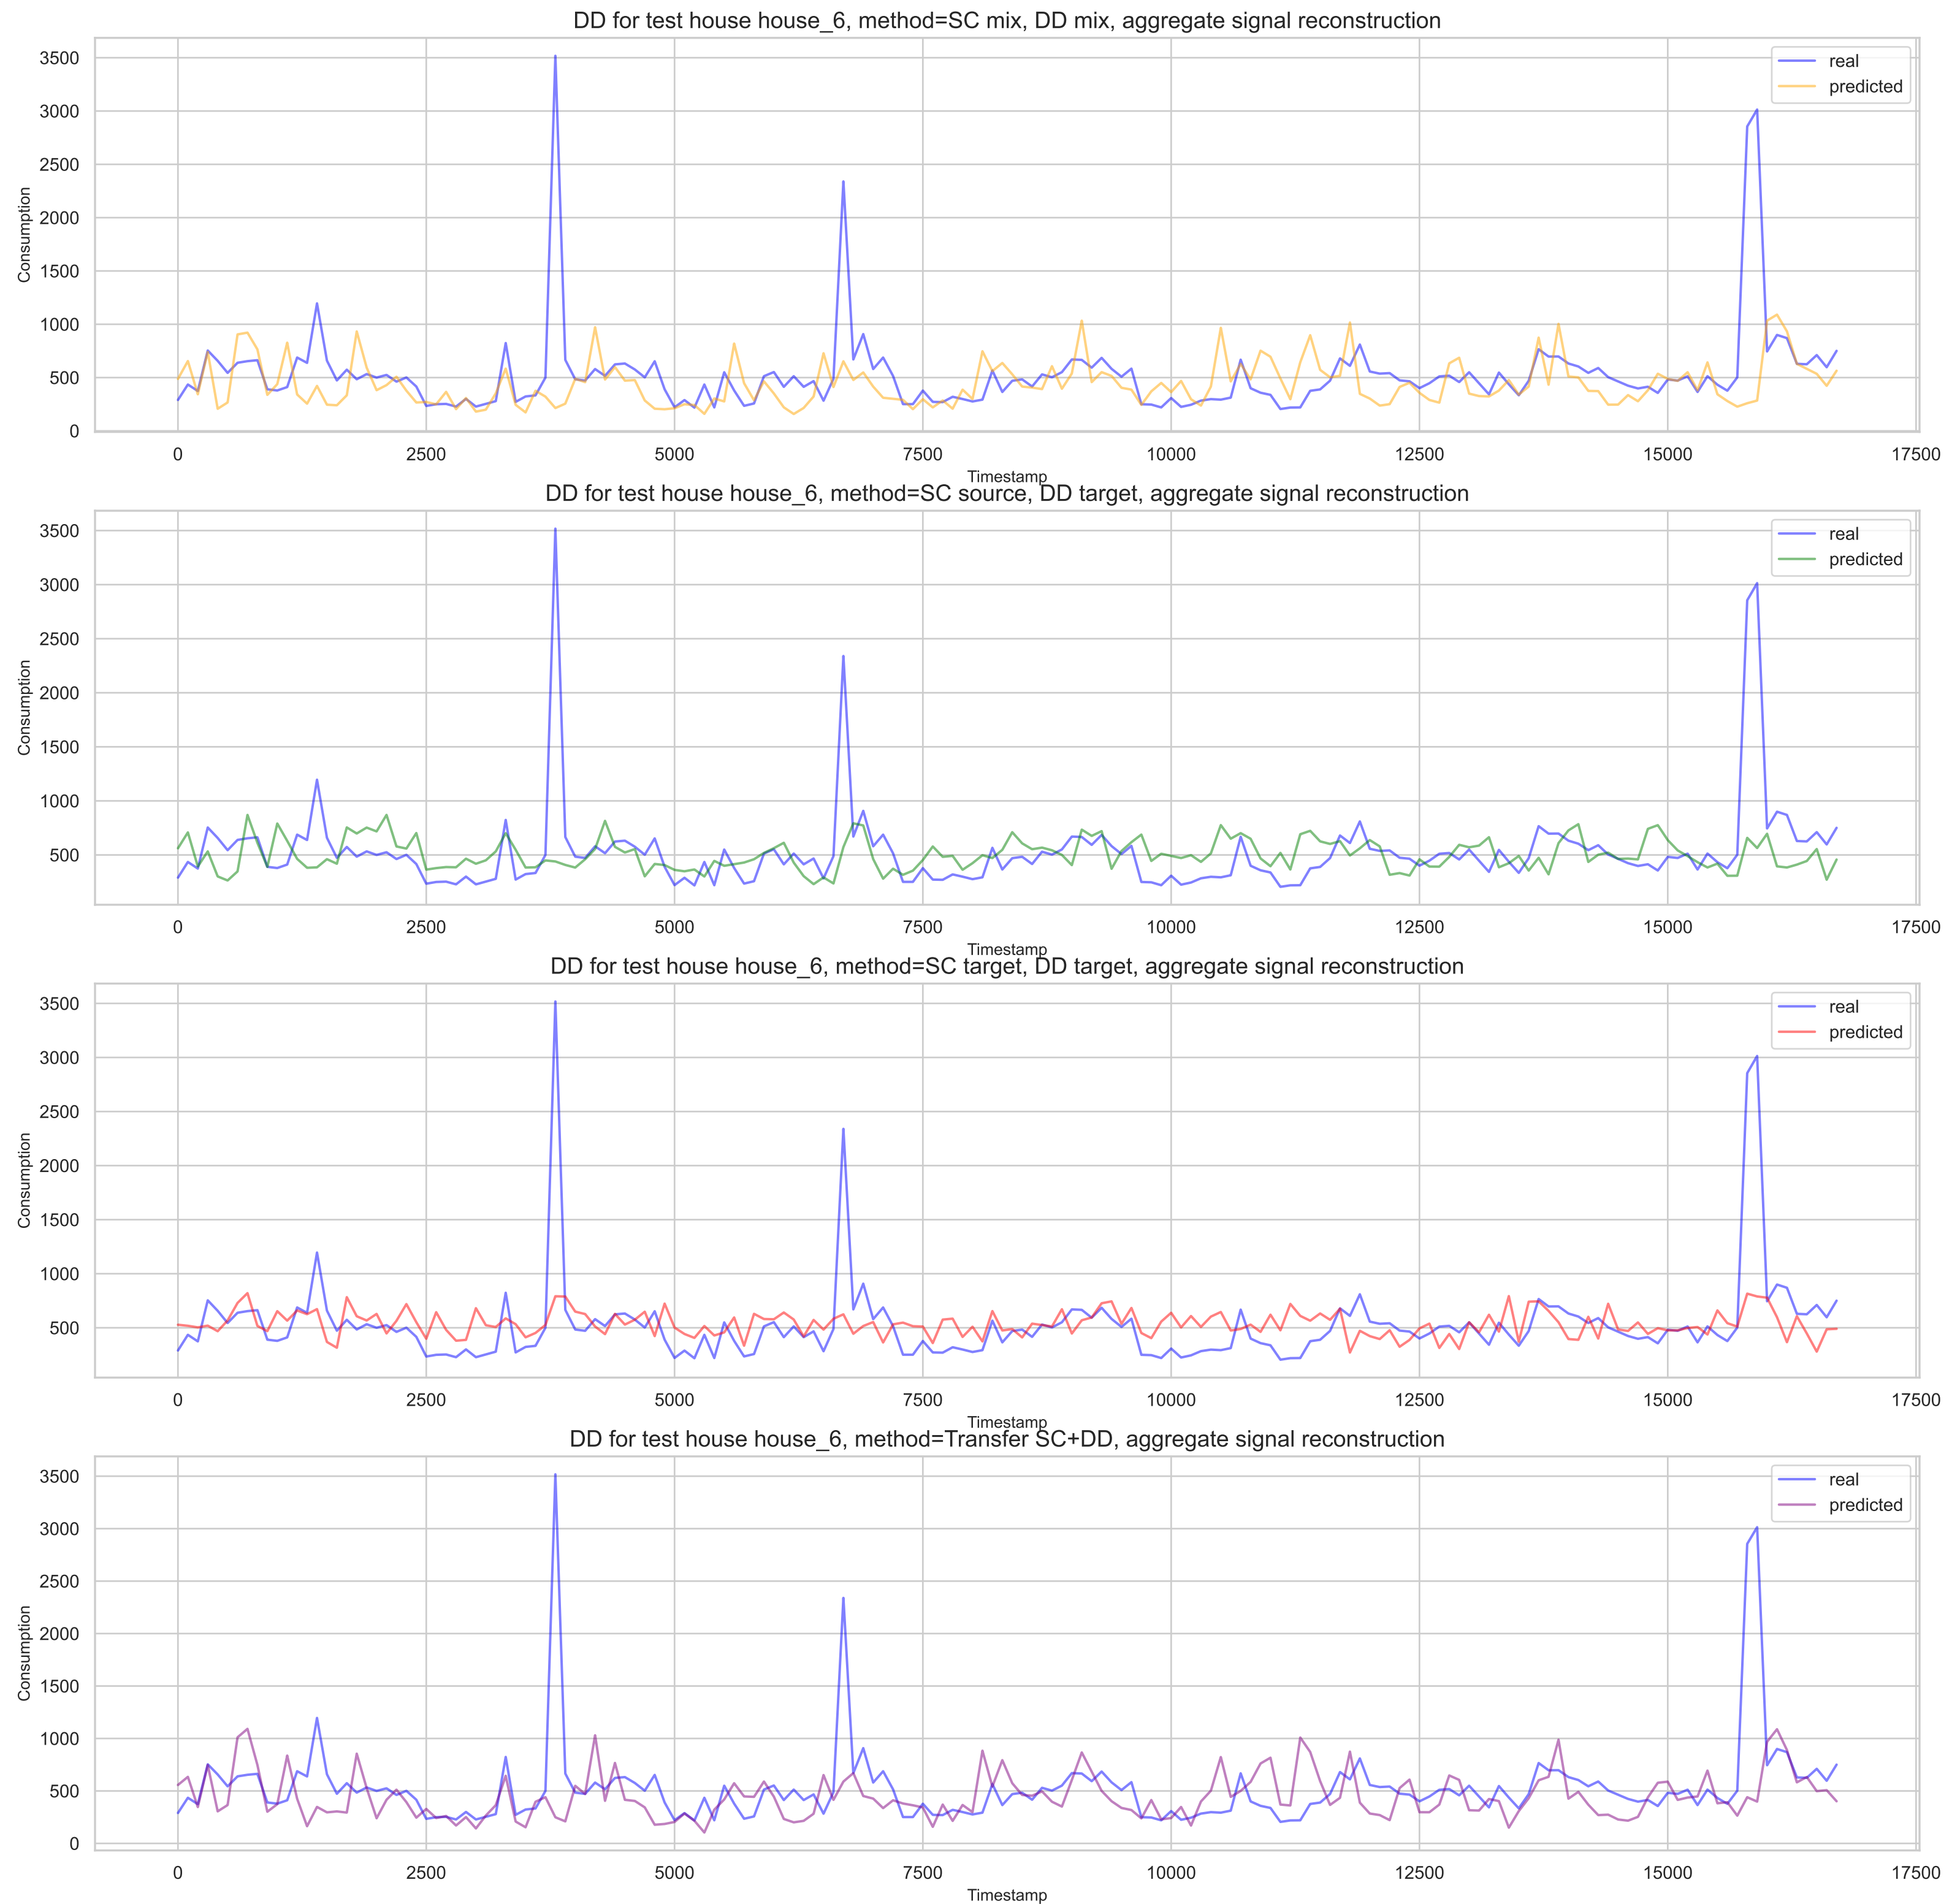 DD for test house house_6, method=SC mix, DD mix, aggregate signal reconstruction
3500
3000
2500
2000
1500
1000
500
0
Consumption
real
predicted
0 2500 5000 7500 10000 12500 15000 17500
Timestamp
DD for test house house_6, method=SC source, DD target, aggregate signal reconstruction
3500
3000
2500
2000
1500
1000
500
Consumption
real
predicted
0 2500 5000 7500 10000 12500 15000 17500
Timestamp
DD for test house house_6, method=SC target, DD target, aggregate signal reconstruction
3500
3000
2500
2000
1500
1000
500
Consumption
real
predicted
0 2500 5000 7500 10000 12500 15000 17500
Timestamp
DD for test house house_6, method=Transfer SC+DD, aggregate signal reconstruction
3500
3000
2500
2000
1500
1000
500
0
Consumption
real
predicted
0 2500 5000 7500 10000 12500 15000 17500
Timestamp